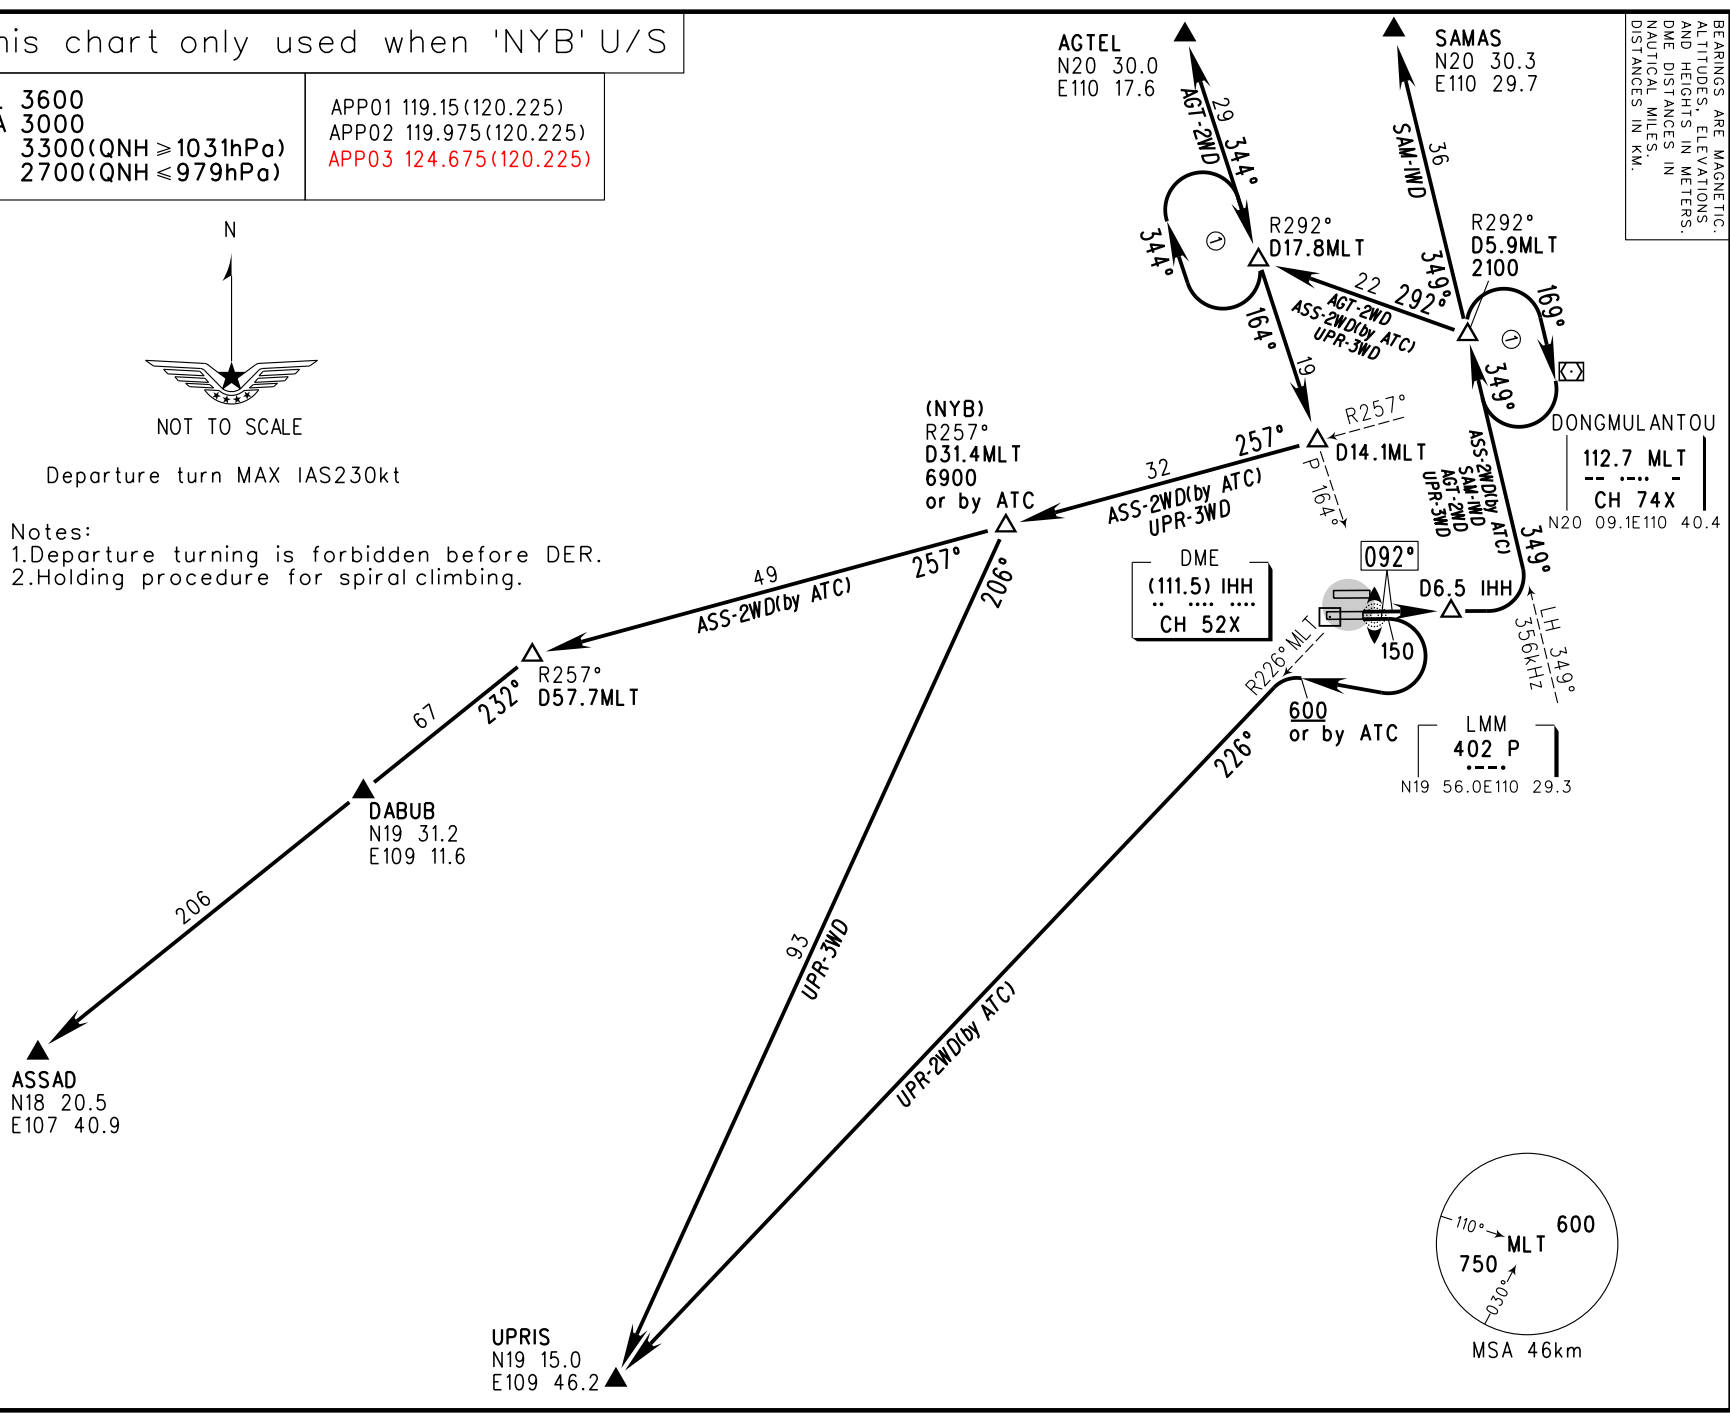 his chart only used when 'NYB' U/S
3600
3000
3300(QNH ≥ 1031hPa)
2700(QNH ≤ 979hPa)
APP01 119.15(120.225)
APP02 119.975(120.225)
APP03 124.675(120.225)
BEARINGS ARE MAGNETIC.
ALTITUDES, ELEVATIONS
AND HEIGHTS IN METERS.
DME DISTANCES IN
NAUTICAL MILES.
DISTANCES IN KM.
N
NOT TO SCALE
Departure turn MAX IAS230kt
Notes:
1.Departure turning is forbidden before DER.
2.Holding procedure for spiral climbing.
AGTEL
N20 30.0
E110 17.6
SAMAS
N20 30.3
E110 29.7
29
344°
AGT-2WD
36
SAM-1WD
349°
344°
1
R292°
D17.8MLT
R292°
D5.9MLT
2100
22 292°
AGT-2WD
ASS-2WD(by ATC)
UPR-3WD
169°
1
349°
164°
19
R257°
D14.1MLT
P 164°
DONGMULANTOU
112.7 MLT
-- ·-·· -
CH 74X
N20 09.1E110 40.4
ASS-2WD(by ATC)
SAM-1WD
AGT-2WD
UPR-3WD
349°
(NYB)
R257°
D31.4MLT
6900
or by ATC
257°
32
ASS-2WD(by ATC)
UPR-3WD
DME
(111.5) IHH
·· ···· ····
CH 52X
092°
D6.5 IHH
150
LH 349°
356kHz
R226° MLT
600
or by ATC
226°
LMM
402 P
·--·
N19 56.0E110 29.3
257°
49
ASS-2WD(by ATC)
206°
R257°
D57.7MLT
232°
67
DABUB
N19 31.2
E109 11.6
206
ASSAD
N18 20.5
E107 40.9
93
UPR-3WD
UPR-2WD(by ATC)
UPRIS
N19 15.0
E109 46.2
110°
MLT
600
750
030°
MSA 46km